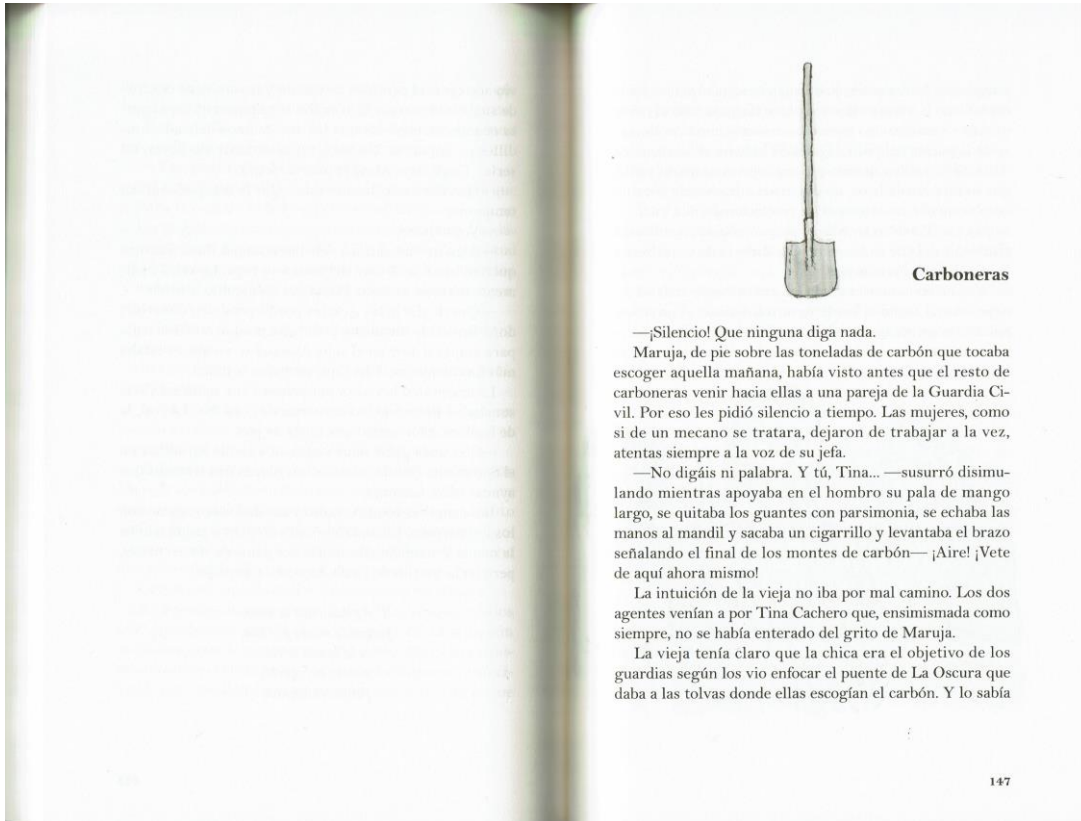 Carboneras
—¡Silencio! Que ninguna diga nada.
Maruja, de pie sobre las toneladas de carbón que tocaba
escoger aquella mañana, había visto antes que el resto de
carboneras venir hacia ellas a una pareja de la Guardia Ci-
vil. Por eso les pidió silencio a tiempo. Las mujeres, como
si de un mecano se tratara, dejaron de trabajar a la vez,
atentas siempre a la voz de su jefa.
—No digáis ni palabra. Y tú, Tina... —susurró disimu-
lando mientras apoyaba en el hombro su pala de mango
largo, se quitaba los guantes con parsimonia, se echaba las
manos al mandil y sacaba un cigarrillo y levantaba el brazo
señalando el final de los montes de carbón— ¡Aire! ¡Vete
de aquí ahora mismo!
La intuición de la vieja no iba por mal camino. Los dos
agentes venían a por Tina Cachero que, ensimismada como
siempre, no se había enterado del grito de Maruja.
La vieja tenía claro que la chica era el objetivo de los
guardias según los vio enfocar el puente de La Oscura que
daba a las tolvas donde ellas escogían el carbón. Y lo sabía
147